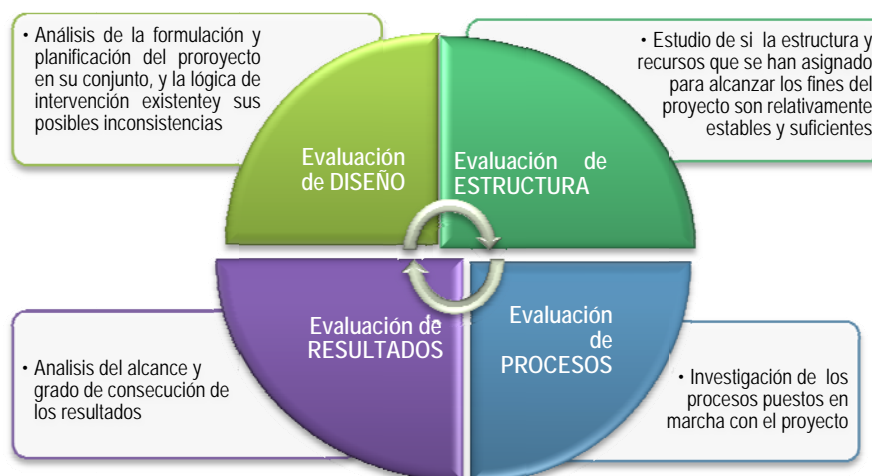 • Análisis de la formulación y
planificación del proroyecto
en su conjunto, y la lógica de
intervención existentey sus
posibles inconsistencias
• Estudio de si la estructura y
recursos que se han asignado
para alcanzar los fines del
proyecto son relativamente
estables y suficientes
Evaluación
de DISEÑO
Evaluación de
ESTRUCTURA
Evaluación de
RESULTADOS
Evaluación
de
PROCESOS
• Analisis del alcance y
grado de consecución de
los resultados
• Investigación de los
procesos puestos en
marcha con el proyecto